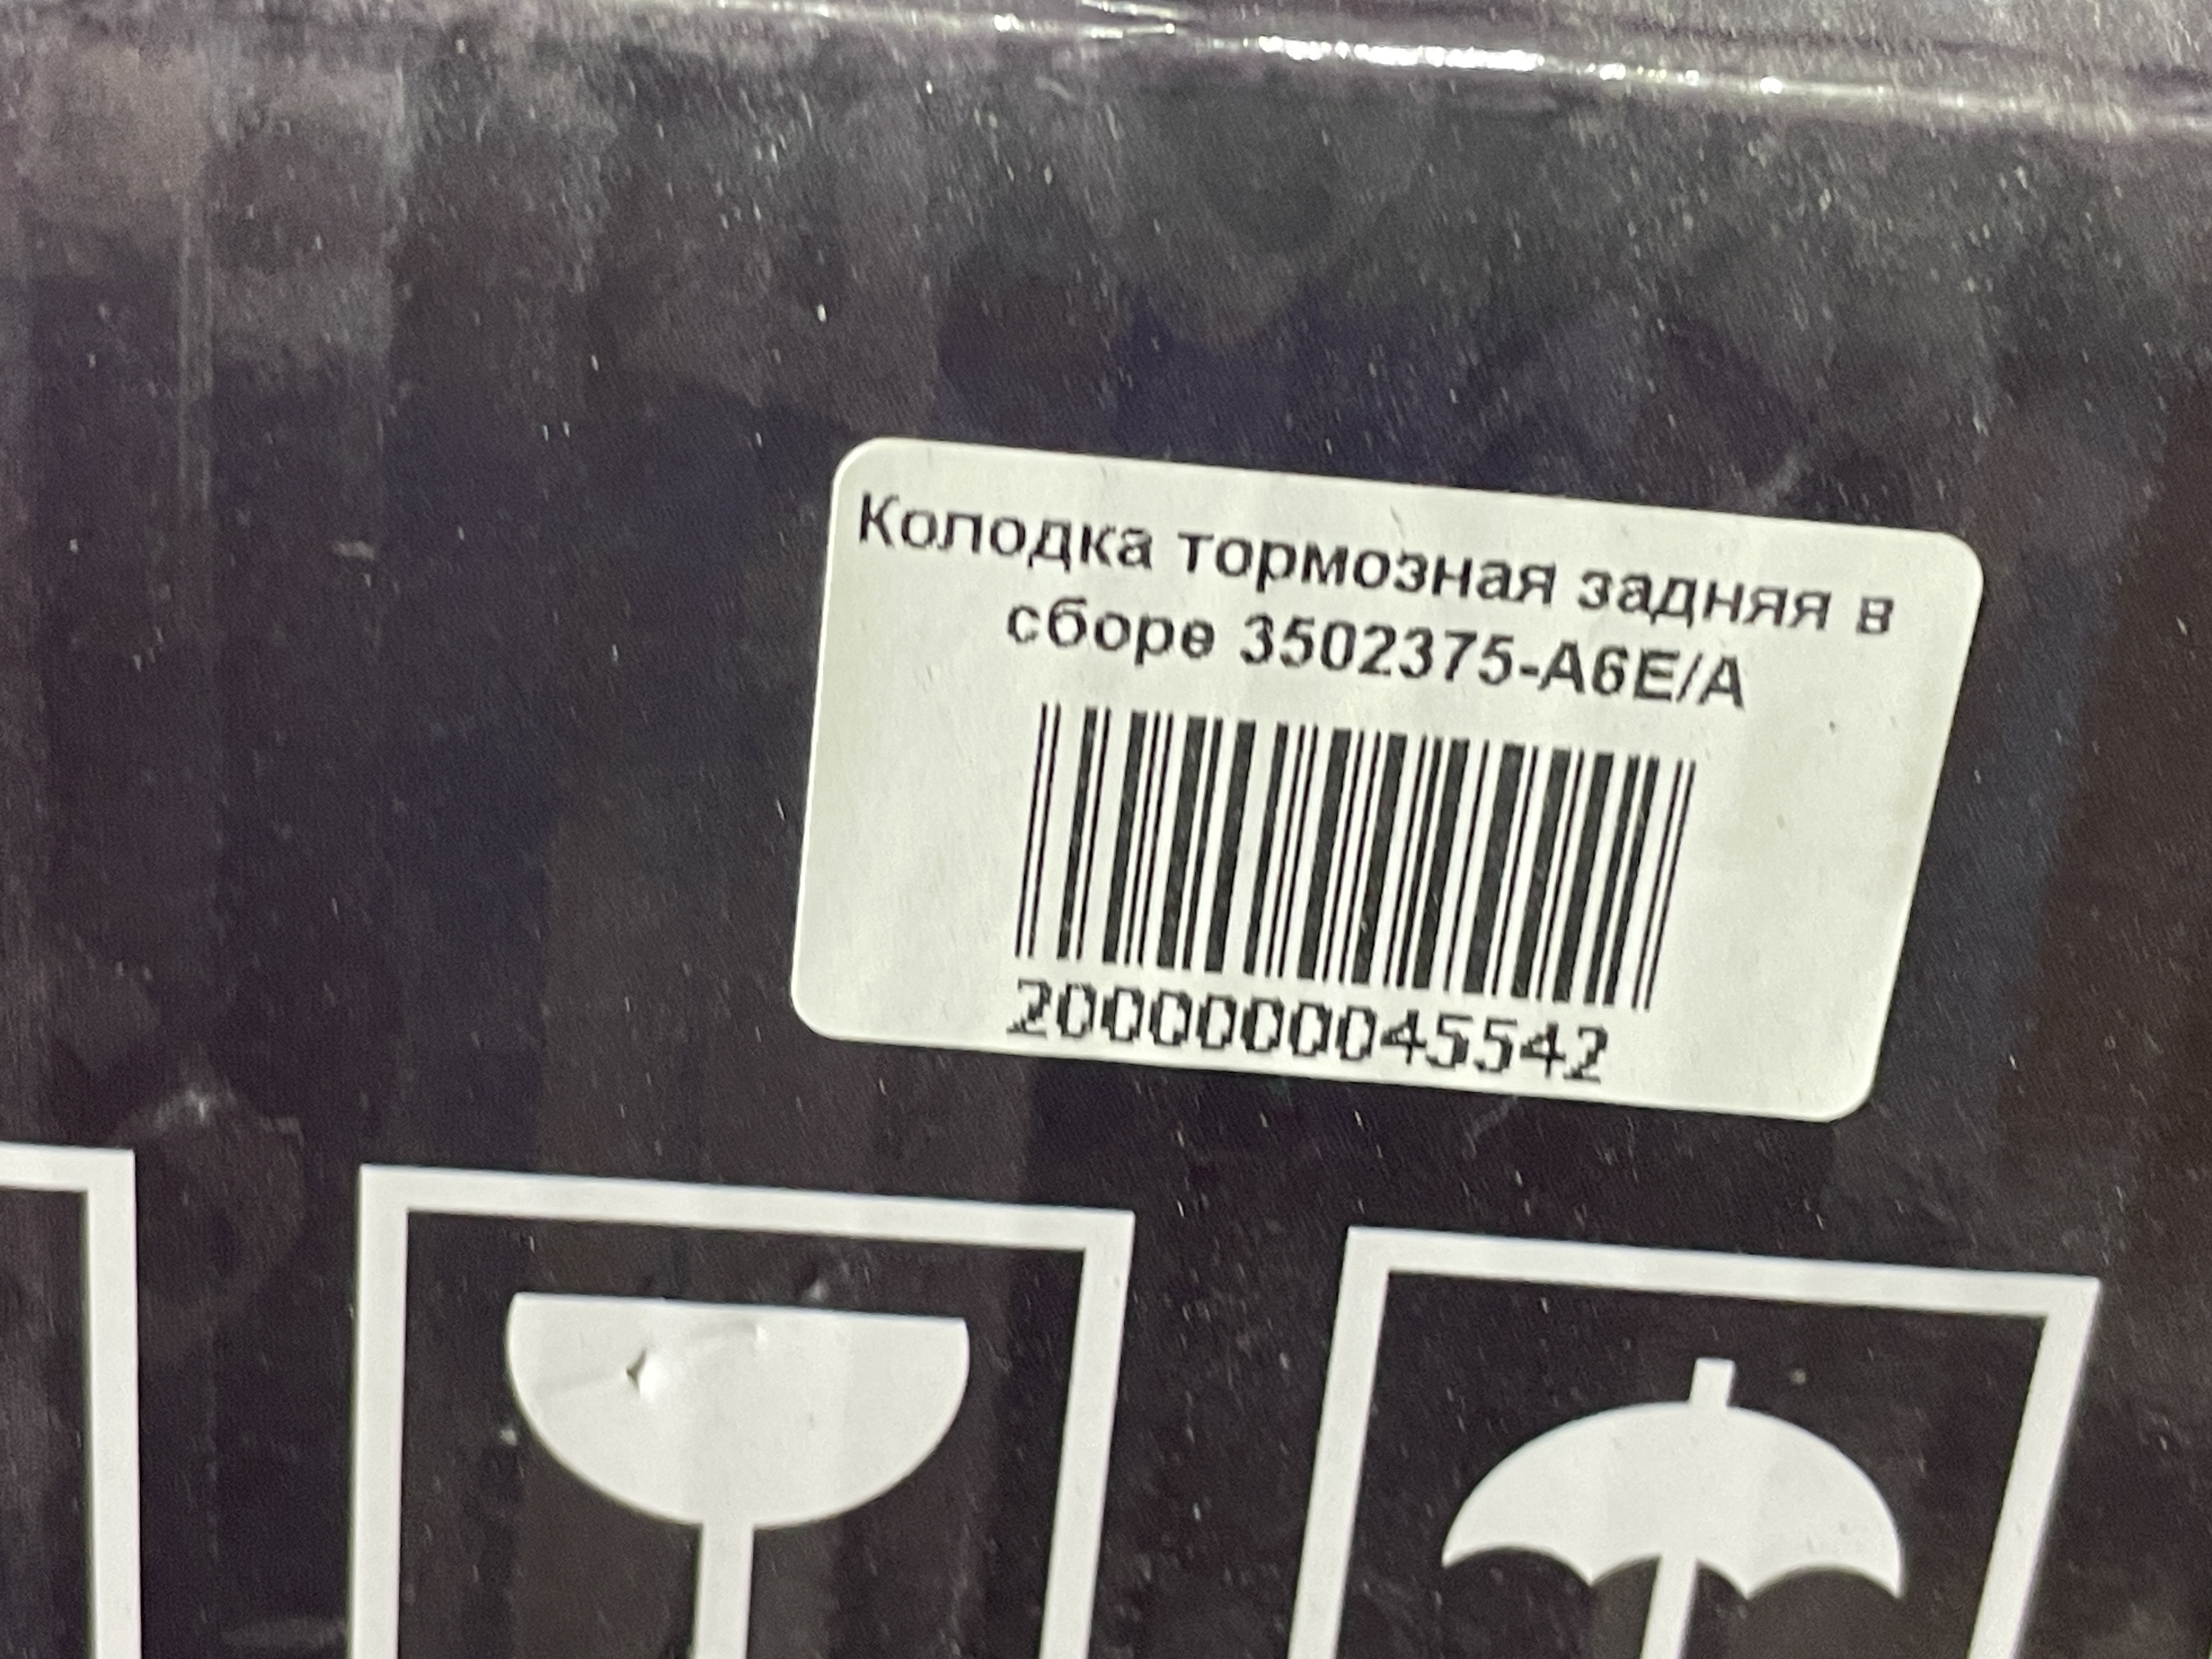 Колодка тормозная задняя в
сборе 3502375-A6E/A
2000000045542